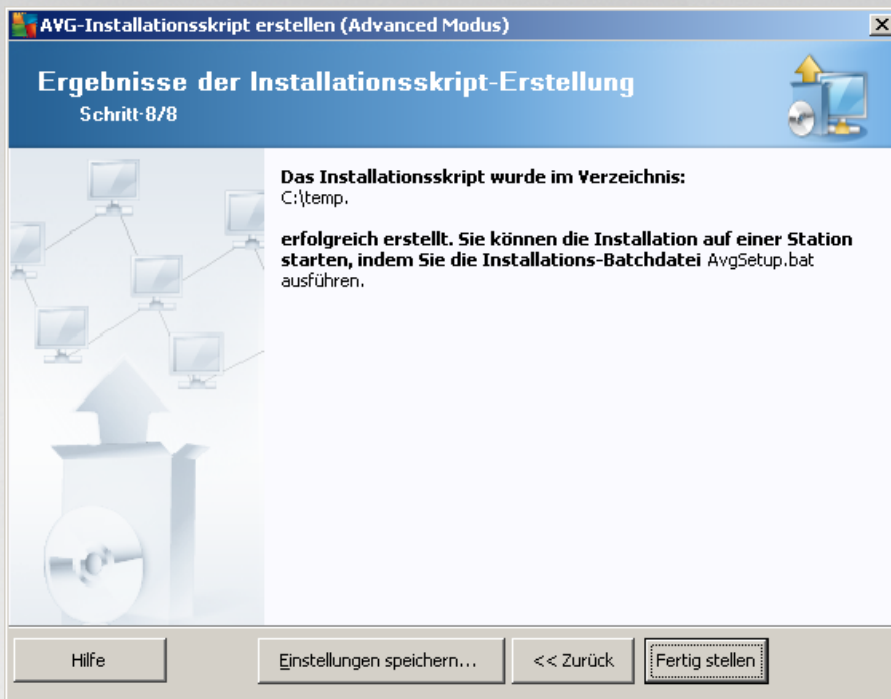 AVG-Installationsskript erstellen (Advanced Modus)
Ergebnisse der Installationsskript-Erstellung
Schritt-8/8
Das Installationsskript wurde im Verzeichnis:
C:\temp.
erfolgreich erstellt. Sie können die Installation auf einer Station
starten, indem Sie die Installations-Batchdatei AvgSetup.bat
ausführen.
Hilfe
Einstellungen speichern...
<< Zurück
Fertig stellen